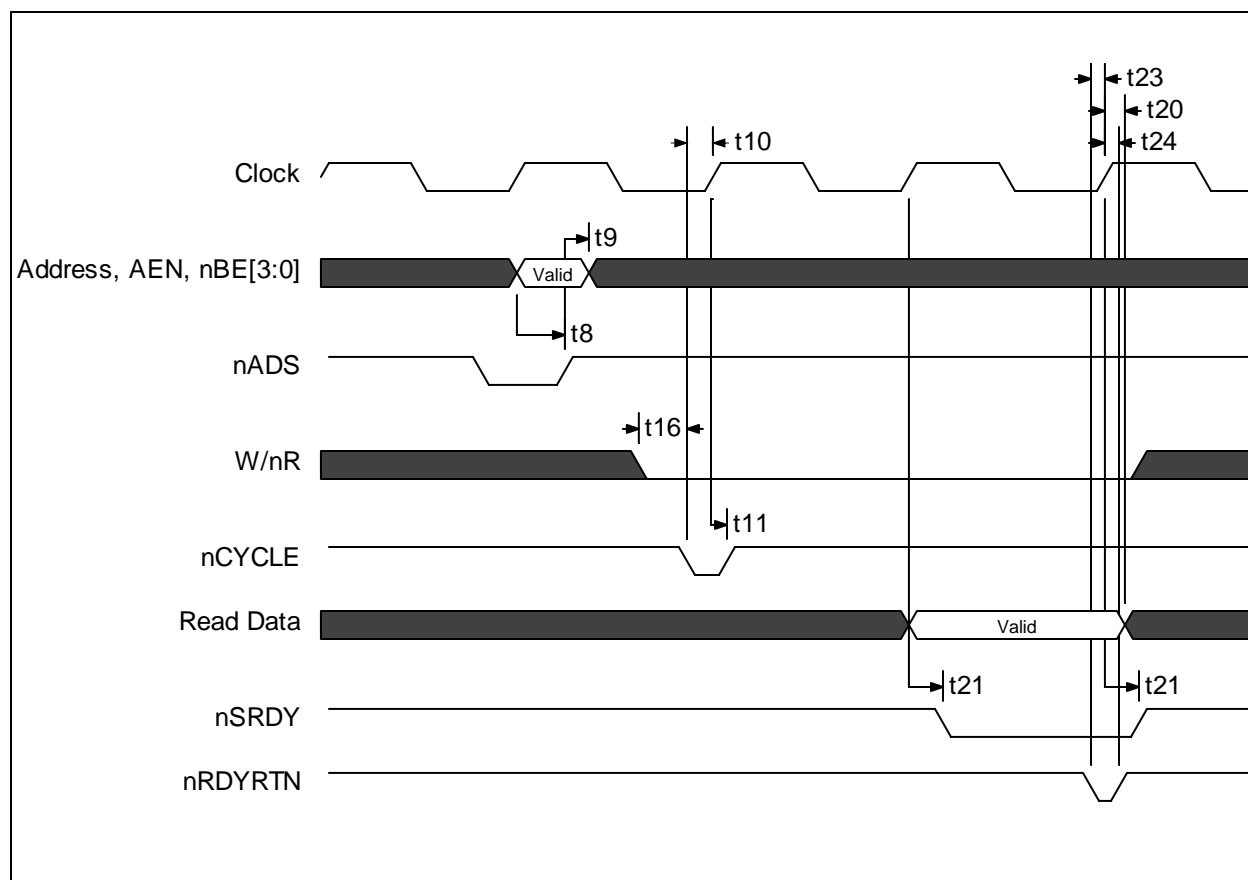 t23
t20
t10
t24
Clock
t9
Address, AEN, nBE[3:0]
Valid
t8
nADS
t16
W/nR
t11
nCYCLE
Read Data
Valid
t21
t21
nSRDY
nRDYRTN